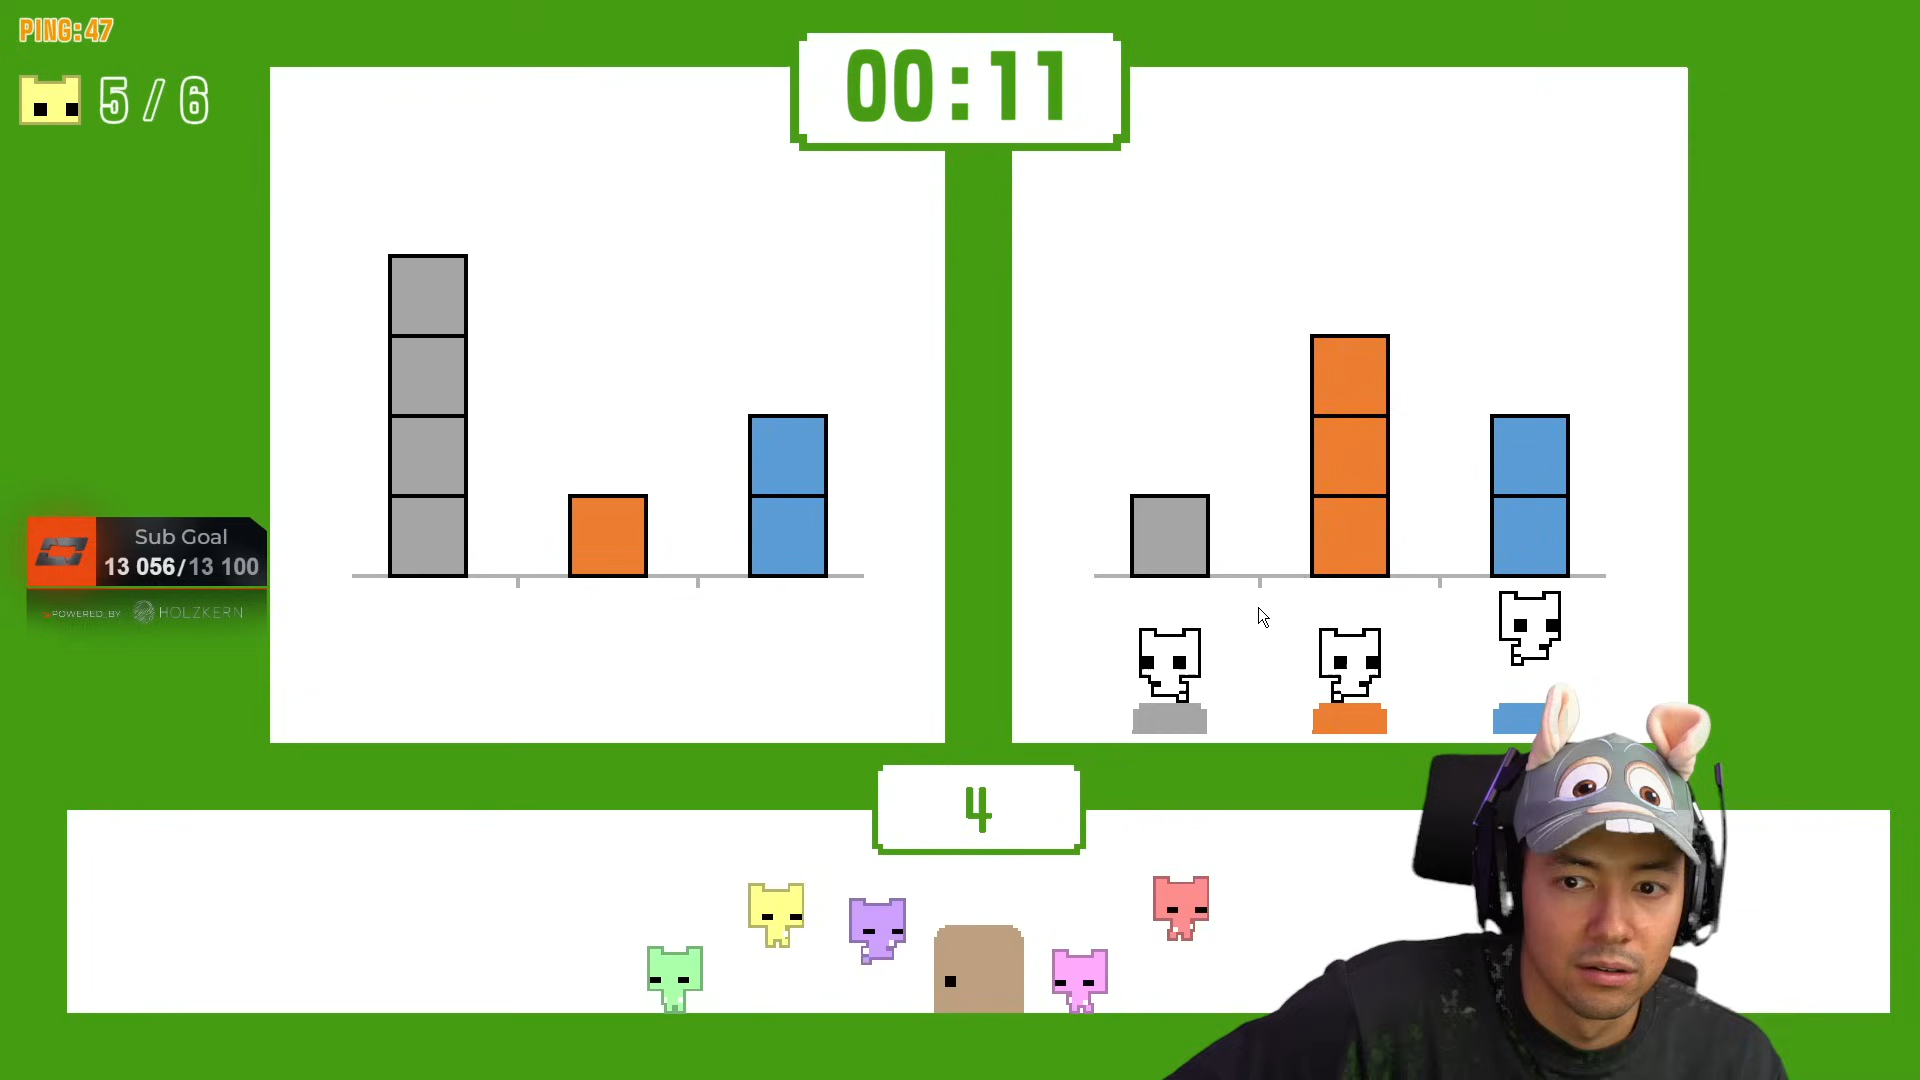 PING:47
5 / 6
00:11
Sub Goal
13 056/13 100
POWERED BY HOLZKERN
4